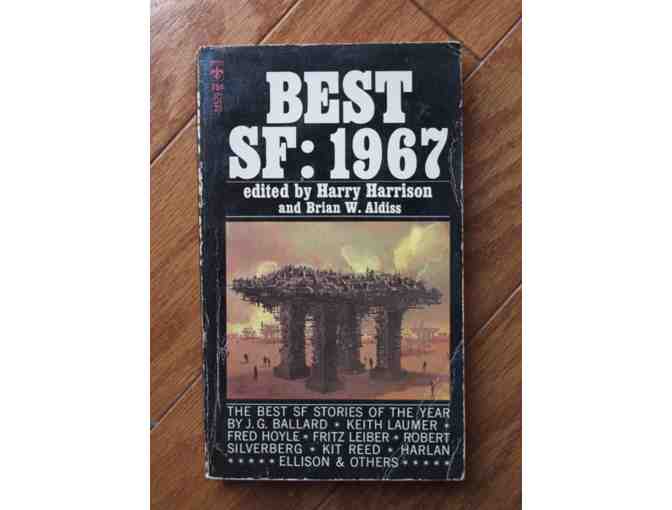 75¢
BEST
SF: 1967
edited by Harry Harrison
and Brian W. Aldiss
THE BEST SF STORIES OF THE YEAR
BY J. G. BALLARD • KEITH LAUMER •
FRED HOYLE • FRITZ LEIBER • ROBERT
SILVERBERG • KIT REED • HARLAN
• • • • • ELLISON & OTHERS • • • • •